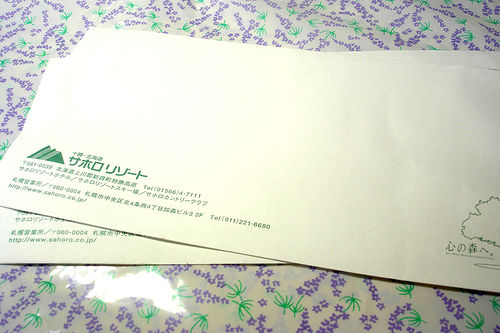 十勝・北海道
サホロリゾート
〒081-0039 北海道上川郡新得町狩勝高原 Tel(01566)4-7111
サホロリゾートホテル/サホロリゾートスキー場/サホロカントリークラブ
札幌営業所/〒060-0004 札幌市中央区北4条西4丁目加森ビル3 2F Tel(011)221-6680
http://www.sahoro.co.jp/
心の森へ。
〒081-
サホロリゾートホ
札幌営業所/〒060-0004 札幌市中央
http://www.sahoro.co.jp/